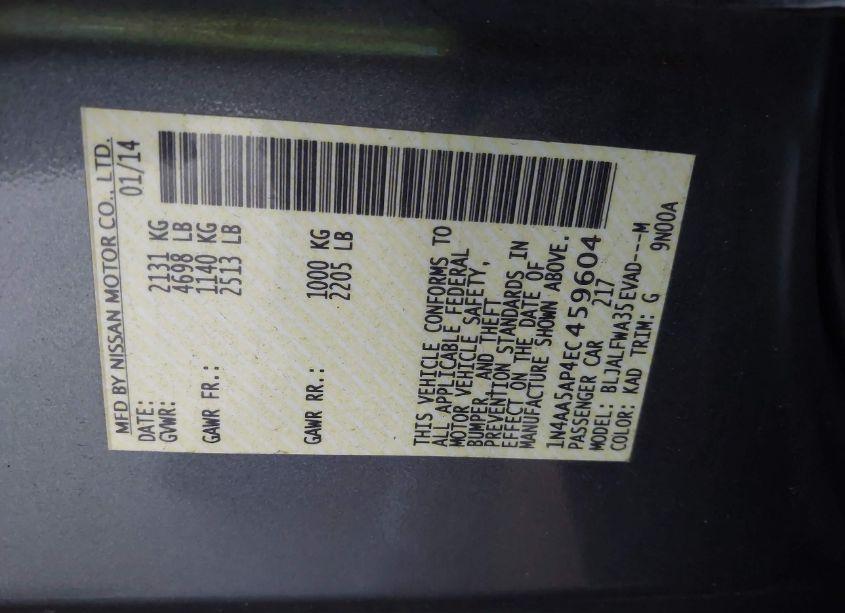 MFD BY NISSAN MOTOR CO., LTD.
DATE: 01/14
GVWR: 2131 KG
4698 LB
GAWR FR.: 1140 KG
2513 LB
GAWR RR.: 1000 KG
2205 LB
THIS VEHICLE CONFORMS TO
ALL APPLICABLE FEDERAL
MOTOR VEHICLE SAFETY,
BUMPER, AND THEFT
PREVENTION STANDARDS IN
EFFECT ON THE DATE OF
MANUFACTURE SHOWN ABOVE.
1N4AA5AP4EC459604
PASSENGER CAR 217
MODEL: BLJALFWA35EVAD---M
COLOR: KAD TRIM: G 9N00A